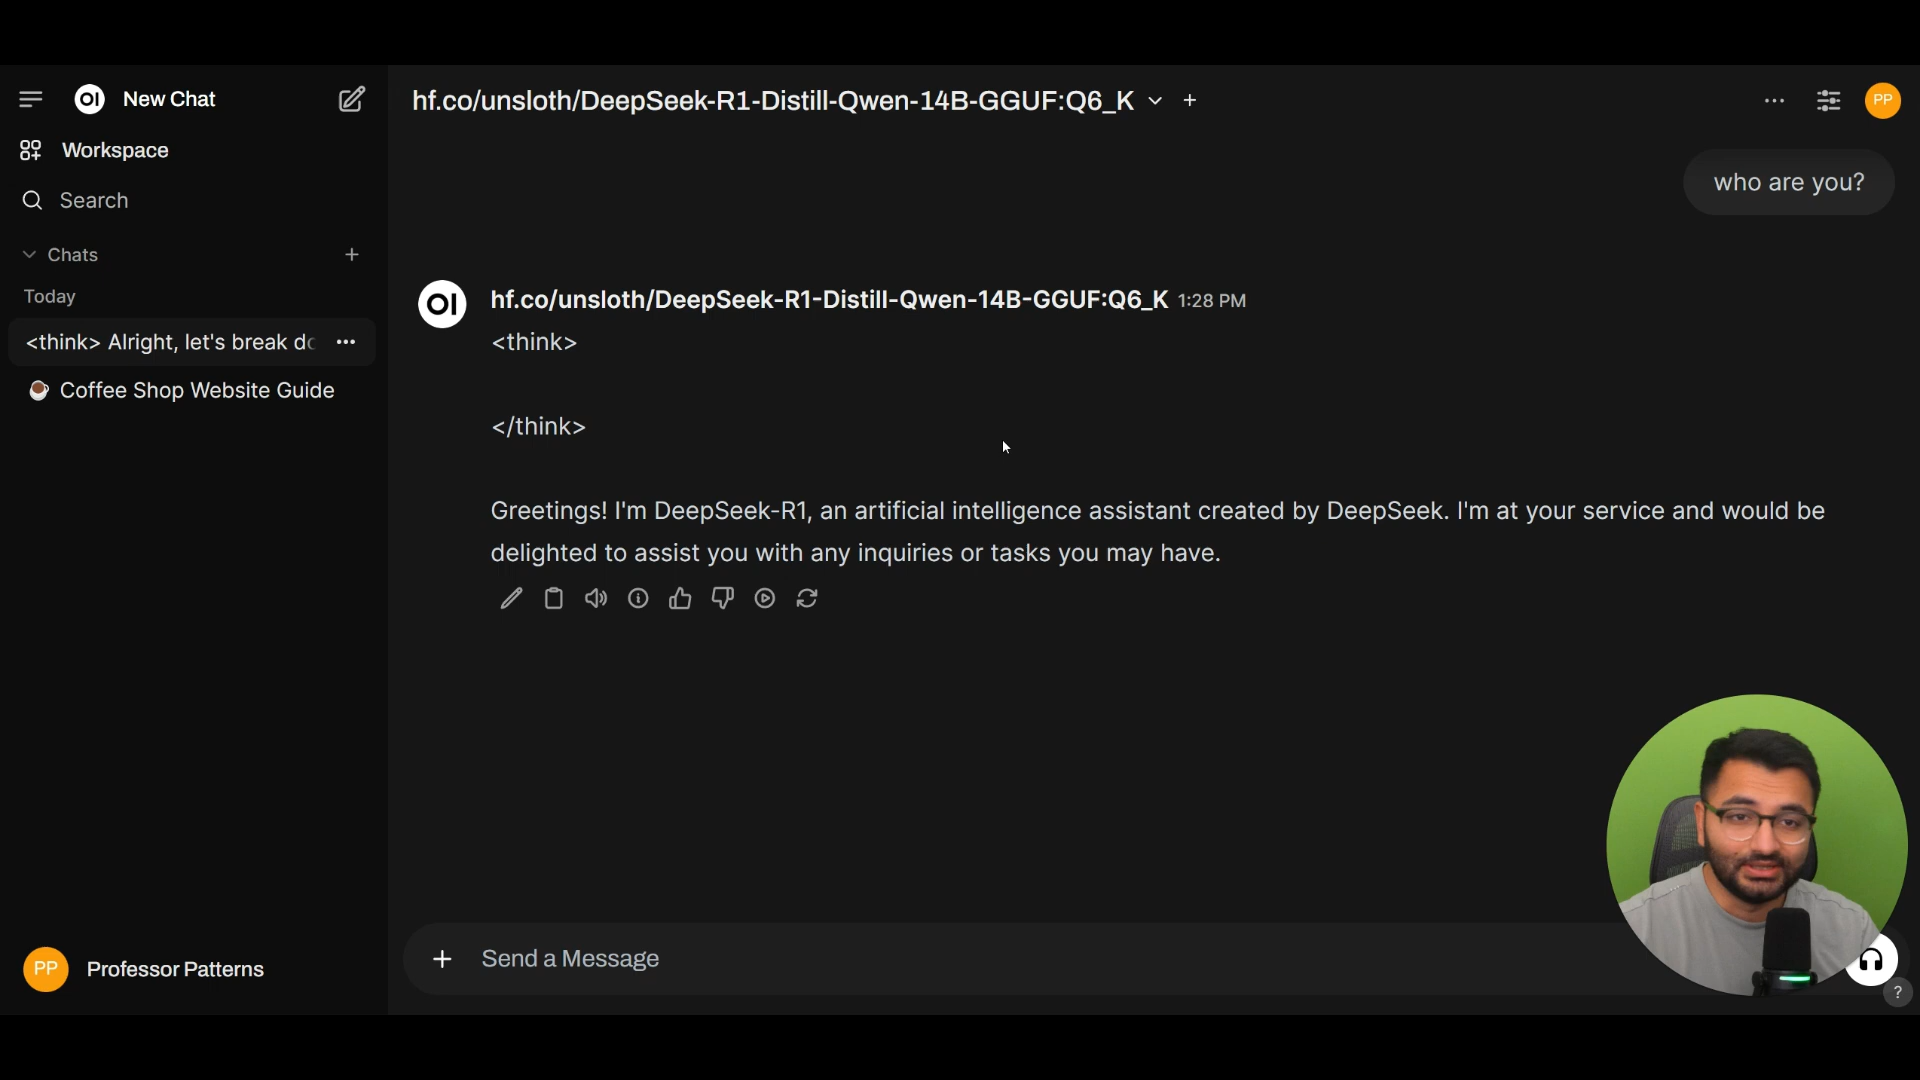 OI New Chat
hf.co/unsloth/DeepSeek-R1-Distill-Qwen-14B-GGUF:Q6_K
PP
Workspace
who are you?
Search
Chats
Today
OI hf.co/unsloth/DeepSeek-R1-Distill-Qwen-14B-GGUF:Q6_K 1:28 PM
<think>
<think> Alright, let's break do
Coffee Shop Website Guide
</think>
Greetings! I'm DeepSeek-R1, an artificial intelligence assistant created by DeepSeek. I'm at your service and would be
delighted to assist you with any inquiries or tasks you may have.
Send a Message
PP Professor Patterns
?